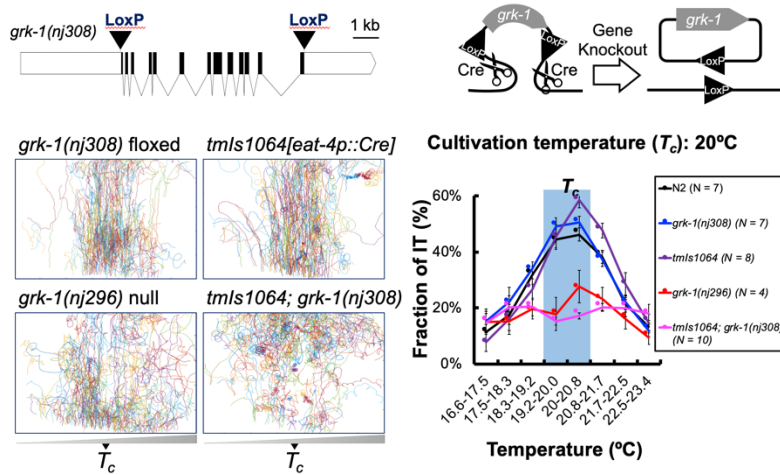 LoxP
LoxP
1 kb
grk-1(nj308)
grk-1
LoxP
LoxP
Cre
Cre
Gene
Knockout
grk-1
LoxP
LoxP
grk-1(nj308) floxed
tmIs1064[eat-4p::Cre]
grk-1(nj296) null
tmIs1064; grk-1(nj308)
Tc
Tc
Cultivation temperature (Tc): 20ºC
Tc
Fraction of IT (%)
60%
40%
20%
0%
16.6-17.5
17.5-18.3
18.3-19.2
19.2-20.0
20-20.8
20.8-21.7
21.7-22.5
22.5-23.4
Temperature (ºC)
N2 (N = 7)
grk-1(nj308) (N = 7)
tmIs1064 (N = 8)
grk-1(nj296) (N = 4)
tmIs1064; grk-1(nj308)
(N = 10)